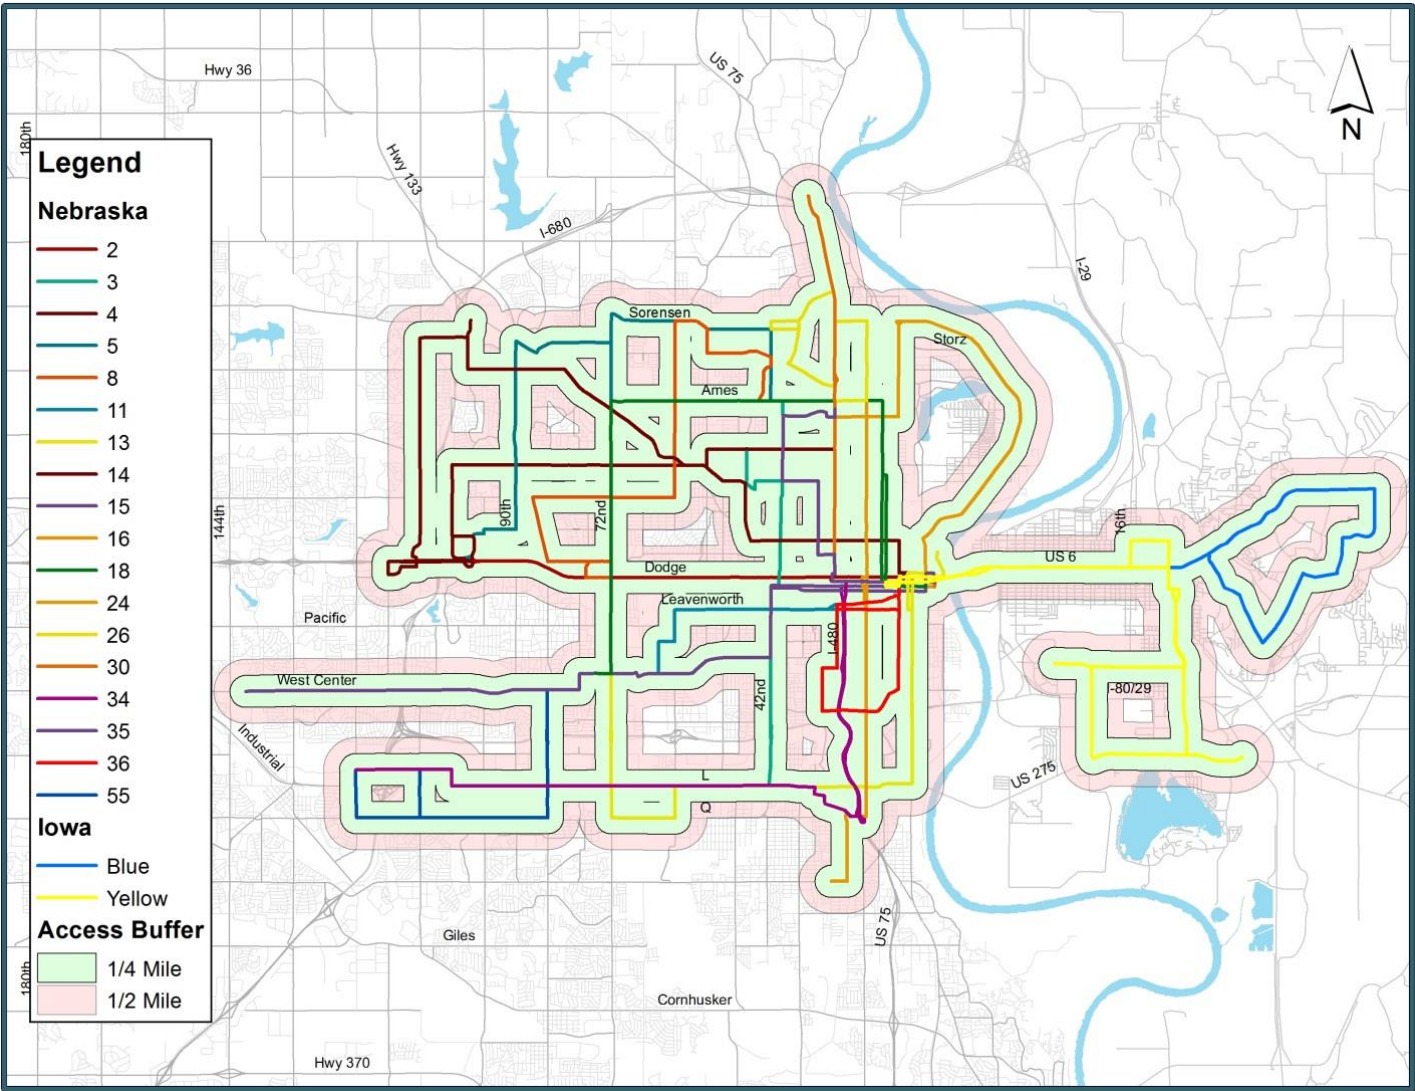 Hwy 36
US 75
N
180th
Hwy 133
I-680
I-29
Legend
Nebraska
2
3
4
5
8
11
13
14
15
16
18
24
26
30
34
35
36
55
Iowa
Blue
Yellow
Access Buffer
1/4 Mile
1/2 Mile
Sorensen
Storz
Ames
144th
90th
72nd
16th
US 6
Dodge
Leavenworth
Pacific
I-480
West Center
42nd
I-80/29
Industrial
L
US 275
Q
US 75
Giles
180th
Cornhusker
Hwy 370